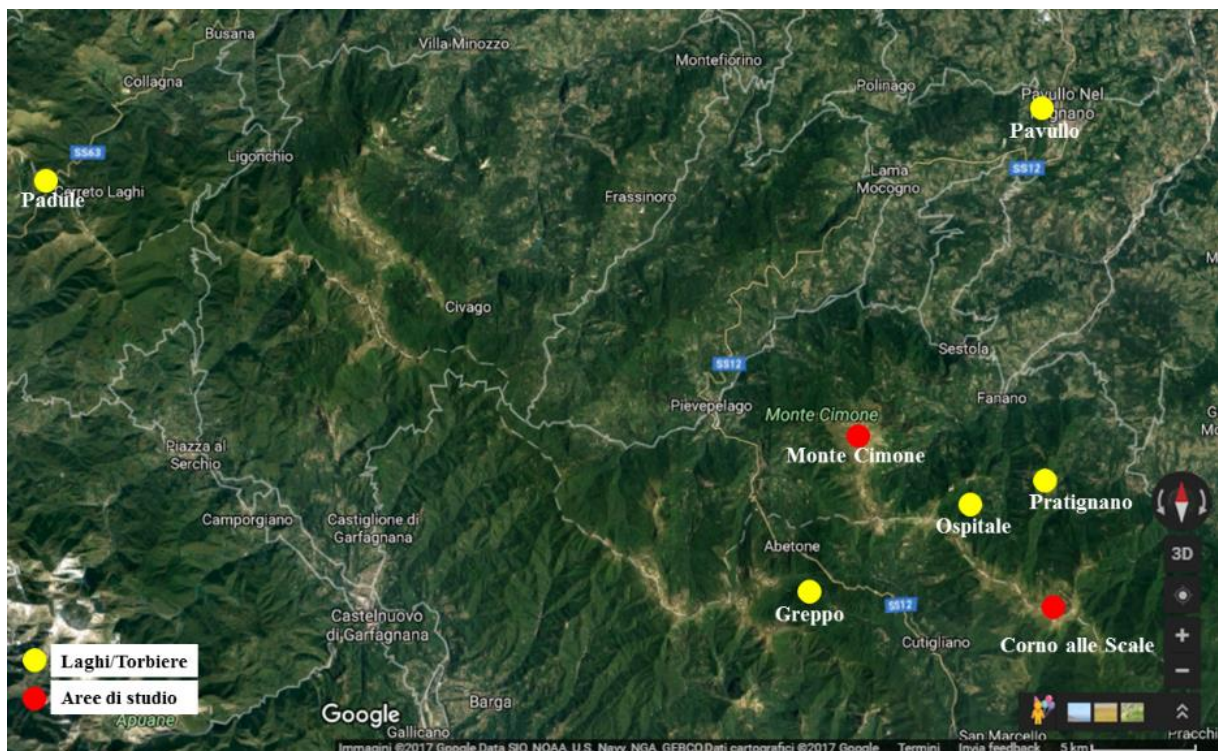 Busana
Villa Minozzo
Collagna
Montefiorino
Polinago
Pavullo Nel
Pavullo
SS63
Ligonchio
SS12
Lama
Mocogno
Cerreto Laghi
Padule
Frassinoro
Civago
Sestola
SS12
Fanano
Pievepelago
Monte Cimone
Monte Cimone
Piazza al
Serchio
Pratignano
Ospitale
Camporgiano
Castiglione di
Garfagnana
Abetone
3D
Greppo
SS12
Castelnuovo
di Garfagnana
Cutigliano
Corno alle Scale
Laghi/Torbiere
Aree di studio
Apuane
Barga
Google
Gallicano
San Marcello
Pracchi
Immagini ©2017 Google Data SIO, NOAA, U.S. Navy, NGA, GEBCO Dati cartografici ©2017 Google Termini Invia feedback 5 km